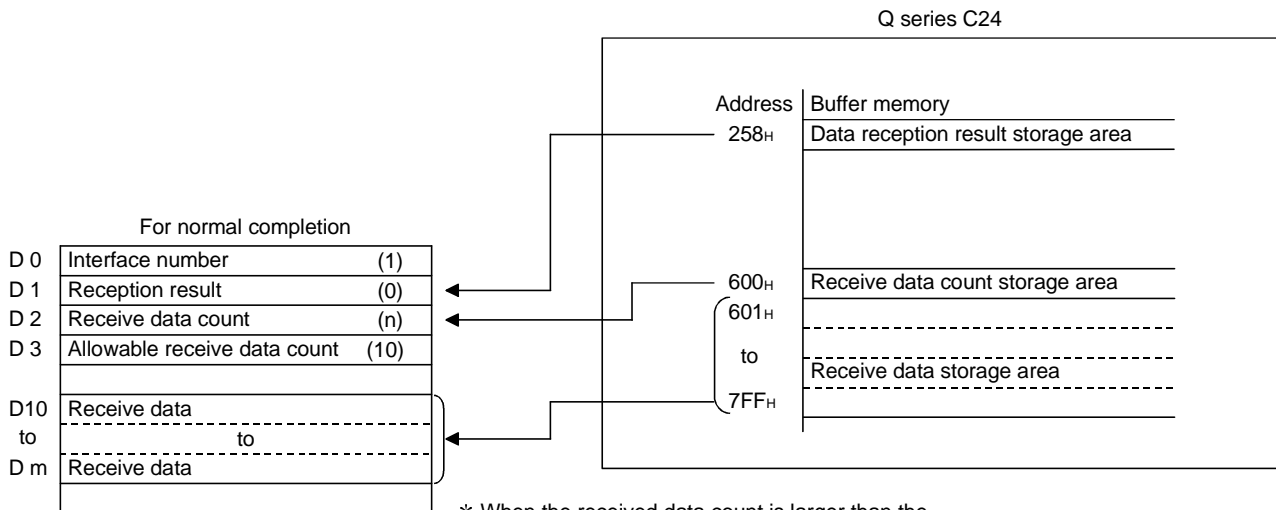 Q series C24
Address Buffer memory
258H Data reception result storage area
For normal completion
D 0 Interface number (1)
D 1 Reception result (0)
D 2 Receive data count (n)
D 3 Allowable receive data count (10)
600H Receive data count storage area
601H
to
Receive data storage area
7FFH
D10 Receive data
to to
D m Receive data
* When the received data count is larger than the